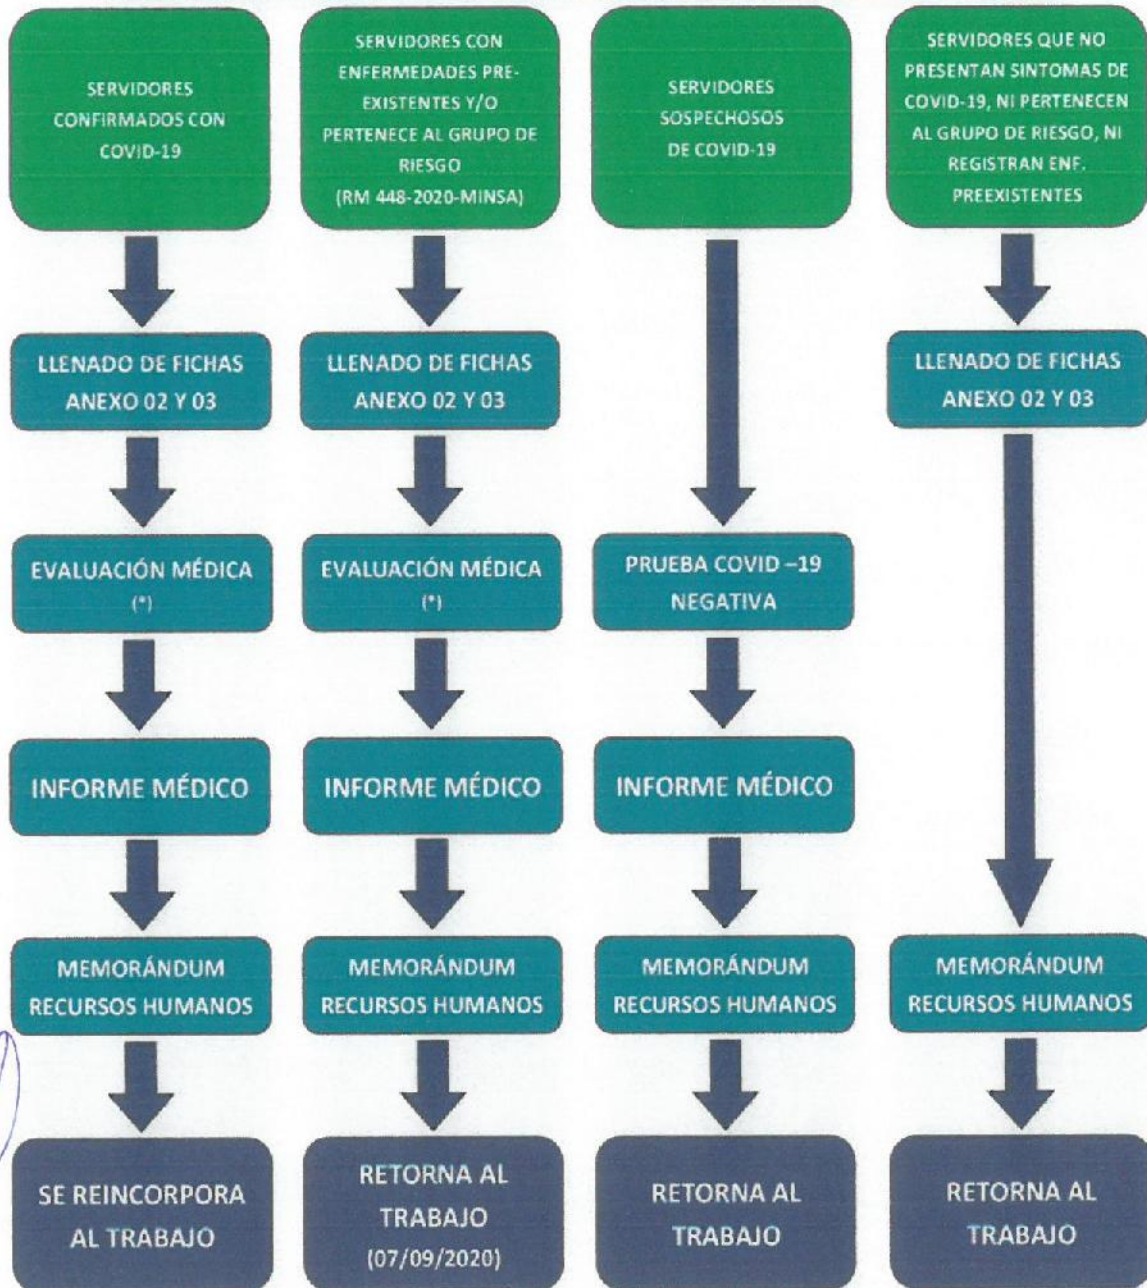 SERVIDORES
CONFIRMADOS CON
COVID-19
LLENADO DE FICHAS
ANEXO 02 Y 03
EVALUACIÓN MÉDICA
(*)
INFORME MÉDICO
MEMORÁNDUM
RECURSOS HUMANOS
SE REINCORPORA
AL TRABAJO
SERVIDORES CON
ENFERMEDADES PRE-
EXISTENTES Y/O
PERTENECE AL GRUPO DE
RIESGO
(RM 448-2020-MINSA)
LLENADO DE FICHAS
ANEXO 02 Y 03
EVALUACIÓN MÉDICA
(*)
INFORME MÉDICO
MEMORÁNDUM
RECURSOS HUMANOS
RETORNA AL
TRABAJO
(07/09/2020)
SERVIDORES
SOSPECHOSOS
DE COVID-19
PRUEBA COVID –19
NEGATIVA
INFORME MÉDICO
MEMORÁNDUM
RECURSOS HUMANOS
RETORNA AL
TRABAJO
SERVIDORES QUE NO
PRESENTAN SINTOMAS DE
COVID-19, NI PERTENECEN
AL GRUPO DE RIESGO, NI
REGISTRAN ENF.
PREEXISTENTES
LLENADO DE FICHAS
ANEXO 02 Y 03
MEMORÁNDUM
RECURSOS HUMANOS
RETORNA AL
TRABAJO